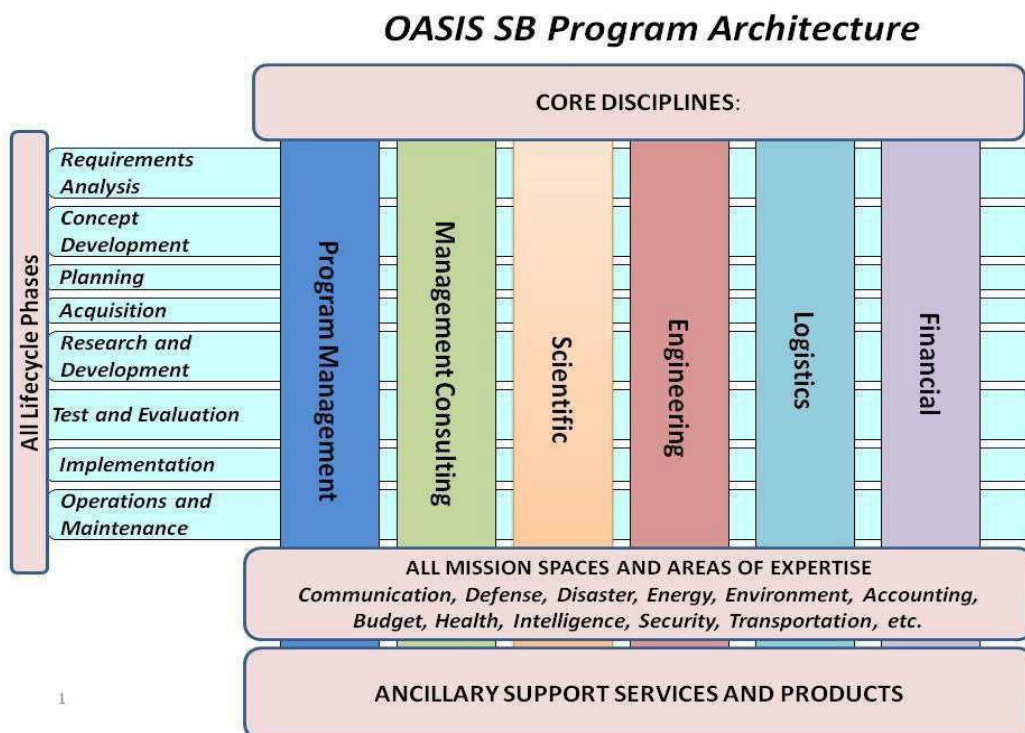 OASIS SB Program Architecture
CORE DISCIPLINES:
All Lifecycle Phases
Requirements
Analysis
Concept
Development
Planning
Acquisition
Research and
Development
Test and Evaluation
Implementation
Operations and
Maintenance
Program Management
Management Consulting
Scientific
Engineering
Logistics
Financial
ALL MISSION SPACES AND AREAS OF EXPERTISE
Communication, Defense, Disaster, Energy, Environment, Accounting,
Budget, Health, Intelligence, Security, Transportation, etc.
ANCILLARY SUPPORT SERVICES AND PRODUCTS
1